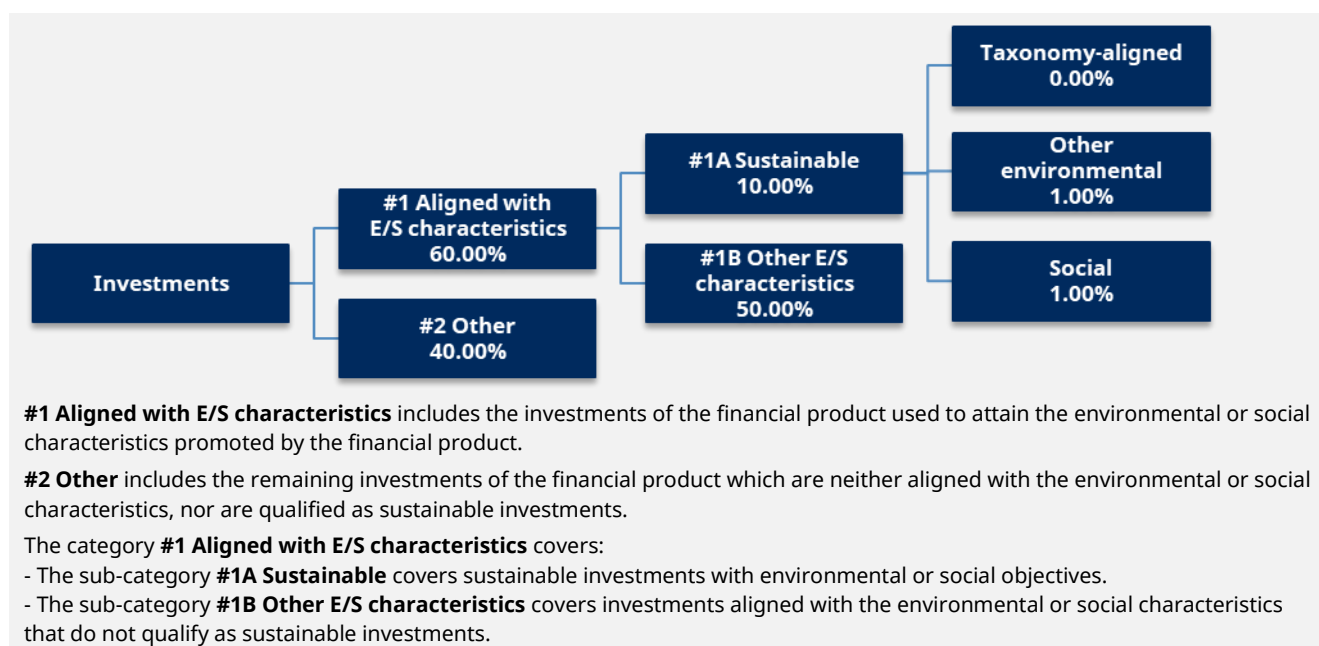 Investments
#1 Aligned with
E/S characteristics
60.00%
#2 Other
40.00%
#1A Sustainable
10.00%
#1B Other E/S
characteristics
50.00%
Taxonomy-aligned
0.00%
Other
environmental
1.00%
Social
1.00%
#1 Aligned with E/S characteristics includes the investments of the financial product used to attain the environmental or social
characteristics promoted by the financial product.
#2 Other includes the remaining investments of the financial product which are neither aligned with the environmental or social
characteristics, nor are qualified as sustainable investments.
The category #1 Aligned with E/S characteristics covers:
- The sub-category #1A Sustainable covers sustainable investments with environmental or social objectives.
- The sub-category #1B Other E/S characteristics covers investments aligned with the environmental or social characteristics
that do not qualify as sustainable investments.